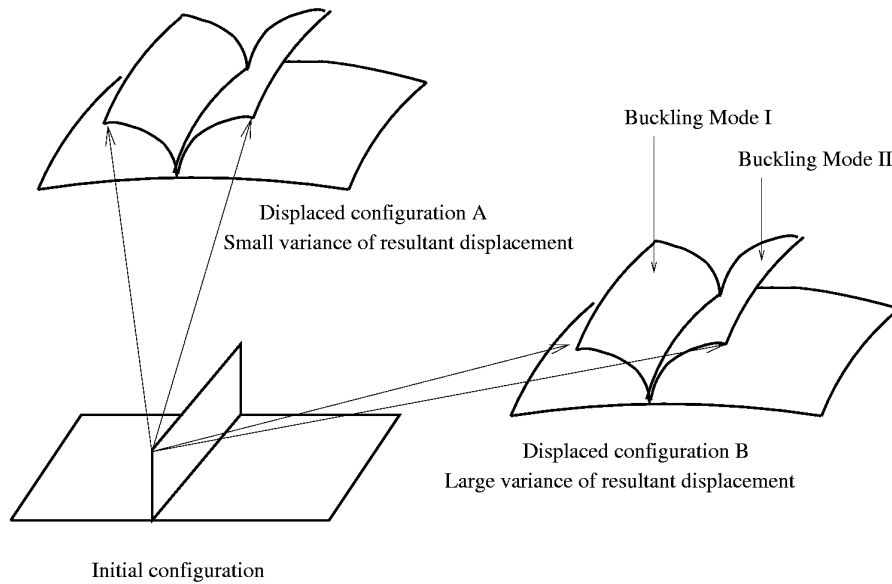 Buckling Mode I
Buckling Mode II
Displaced configuration A
Small variance of resultant displacement
Displaced configuration B
Large variance of resultant displacement
Initial configuration